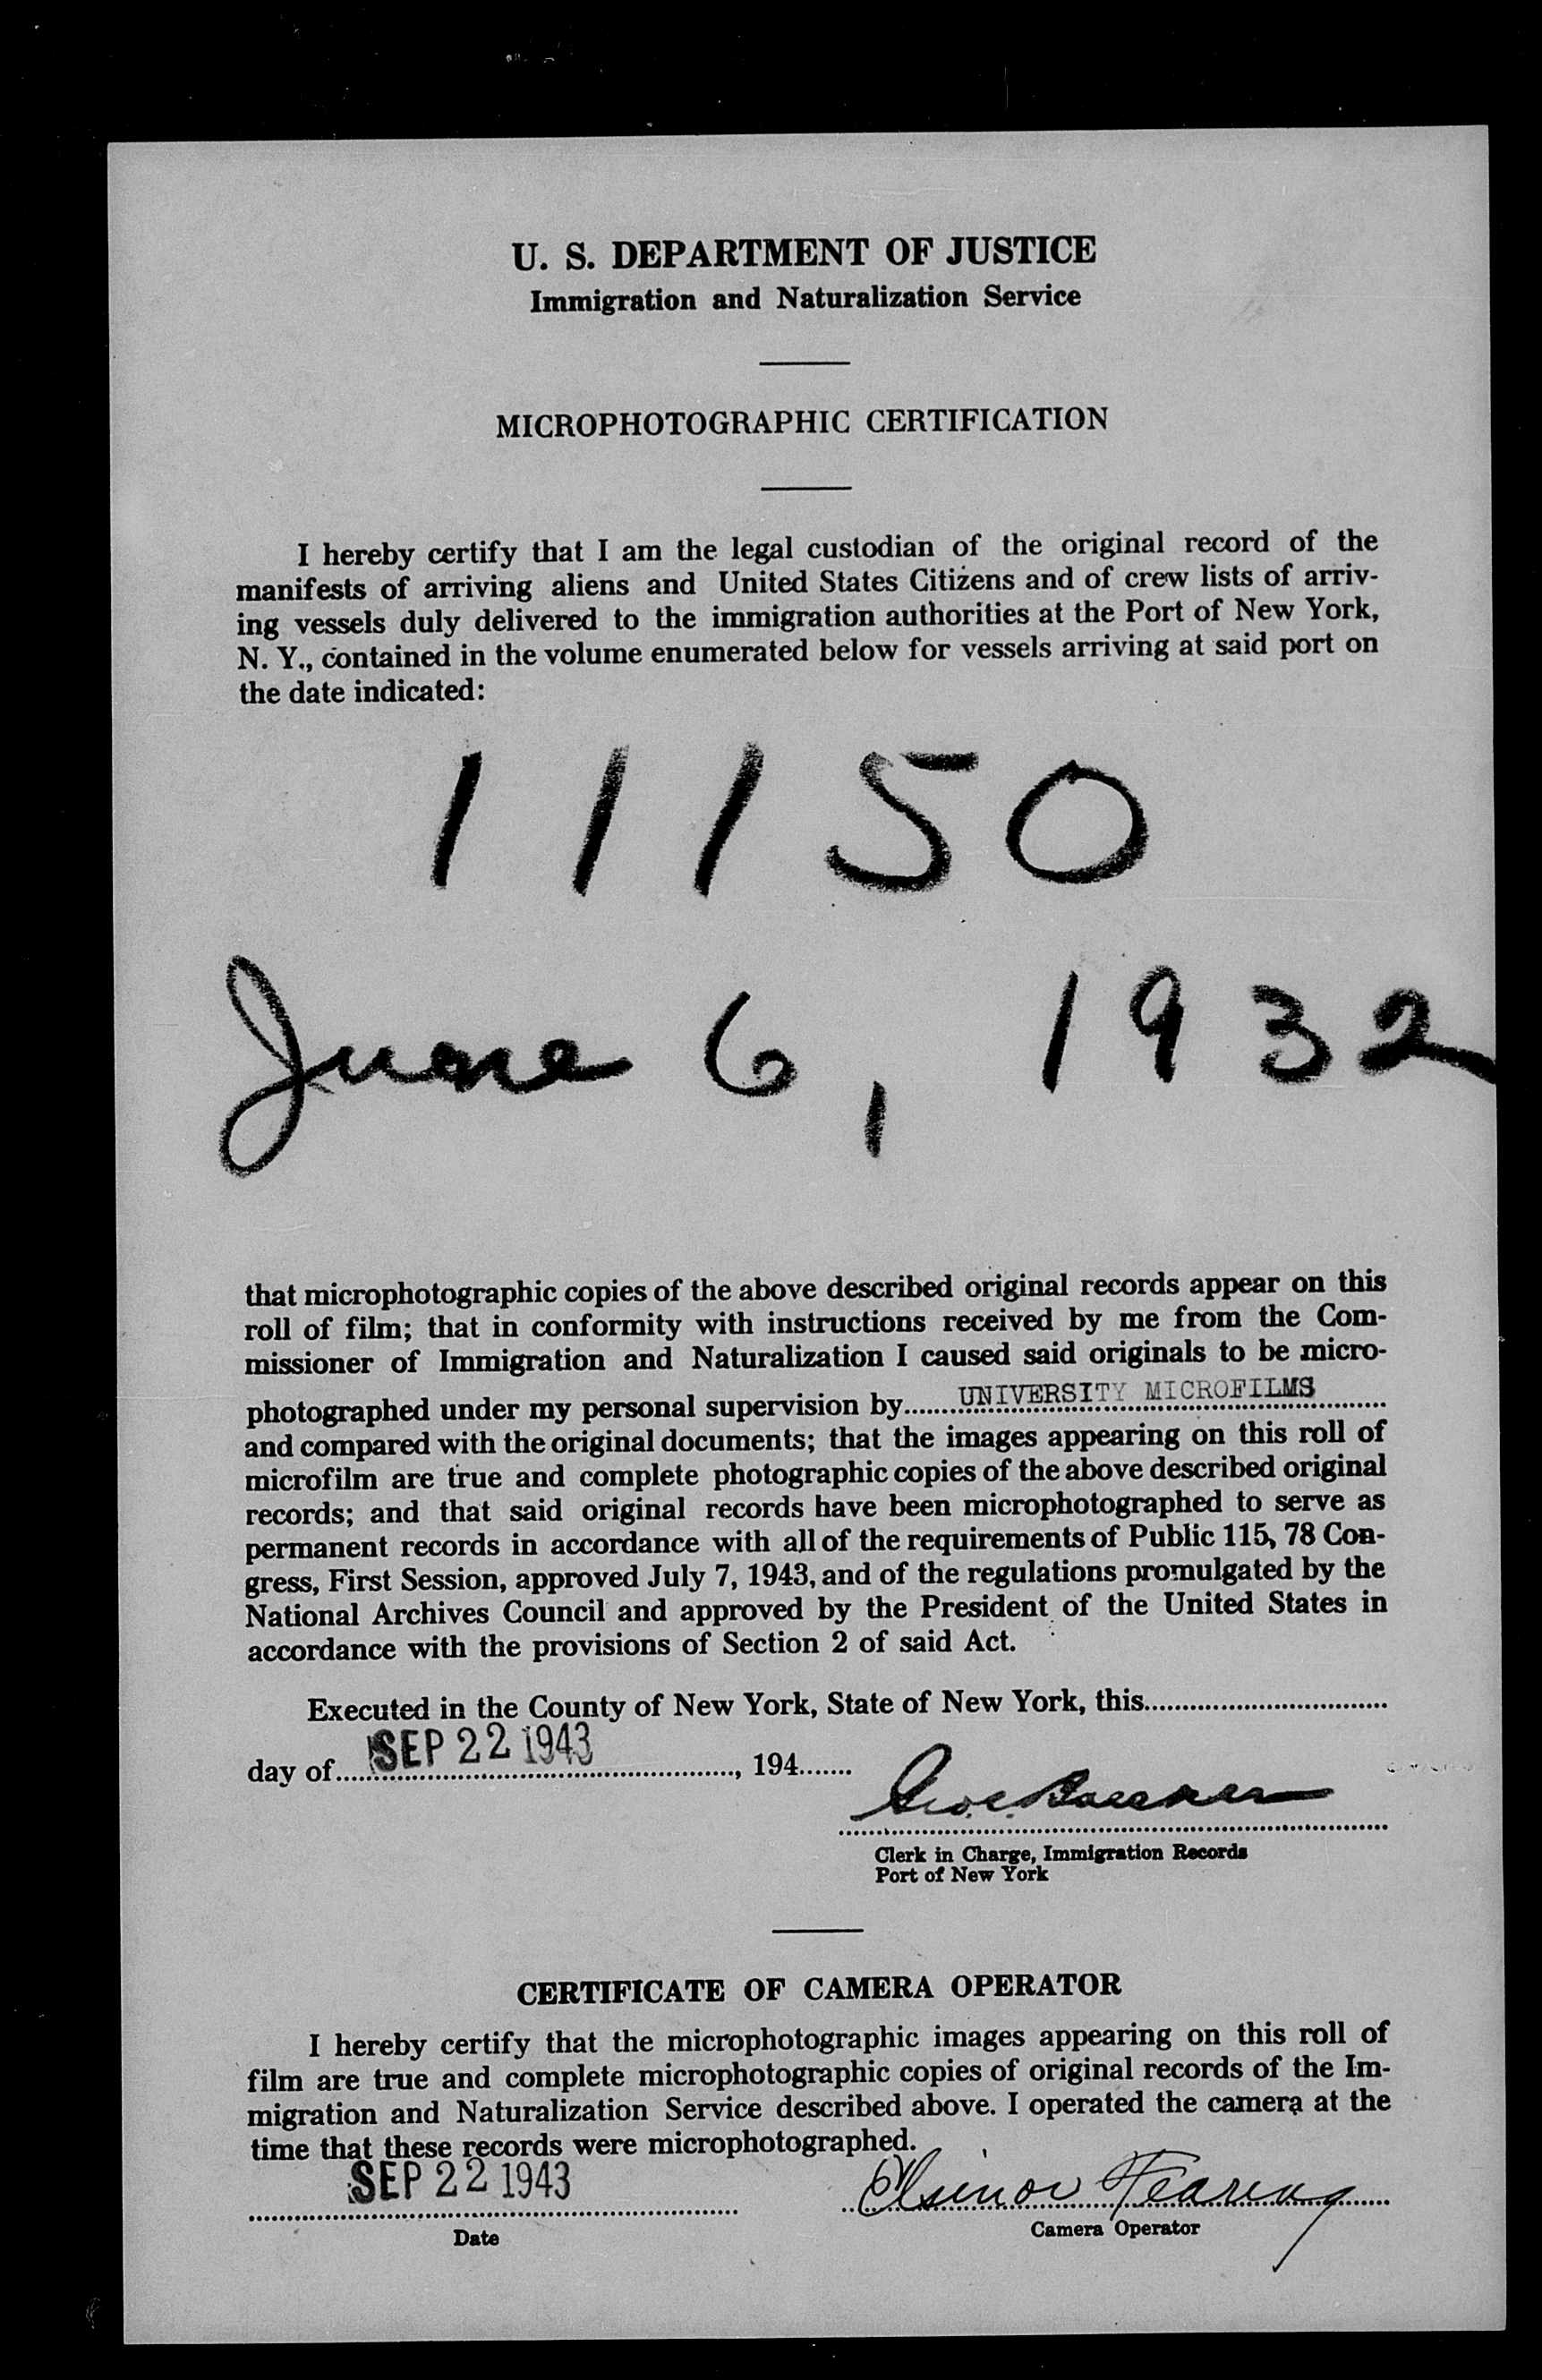 U. S. DEPARTMENT OF JUSTICE
Immigration and Naturalization Service
MICROPHOTOGRAPHIC CERTIFICATION
I hereby certify that I am the legal custodian of the original record of the
manifests of arriving aliens and United States Citizens and of crew lists of arriv-
ing vessels duly delivered to the immigration authorities at the Port of New York,
N. Y., contained in the volume enumerated below for vessels arriving at said port on
the date indicated:
11150
June 6, 1932
that microphotographic copies of the above described original records appear on this
roll of film; that in conformity with instructions received by me from the Com-
missioner of Immigration and Naturalization I caused said originals to be micro-
photographed under my personal supervision by UNIVERSITY MICROFILMS
and compared with the original documents; that the images appearing on this roll of
microfilm are true and complete photographic copies of the above described original
records; and that said original records have been microphotographed to serve as
permanent records in accordance with all of the requirements of Public 115, 78 Con-
gress, First Session, approved July 7, 1943, and of the regulations promulgated by the
National Archives Council and approved by the President of the United States in
accordance with the provisions of Section 2 of said Act.
Executed in the County of New York, State of New York, this
day of SEP 22 1943, 194
Clerk in Charge, Immigration Records
Port of New York
CERTIFICATE OF CAMERA OPERATOR
I hereby certify that the microphotographic images appearing on this roll of
film are true and complete microphotographic copies of original records of the Im-
migration and Naturalization Service described above. I operated the camera at the
time that these records were microphotographed.
SEP 22 1943
Date
Camera Operator